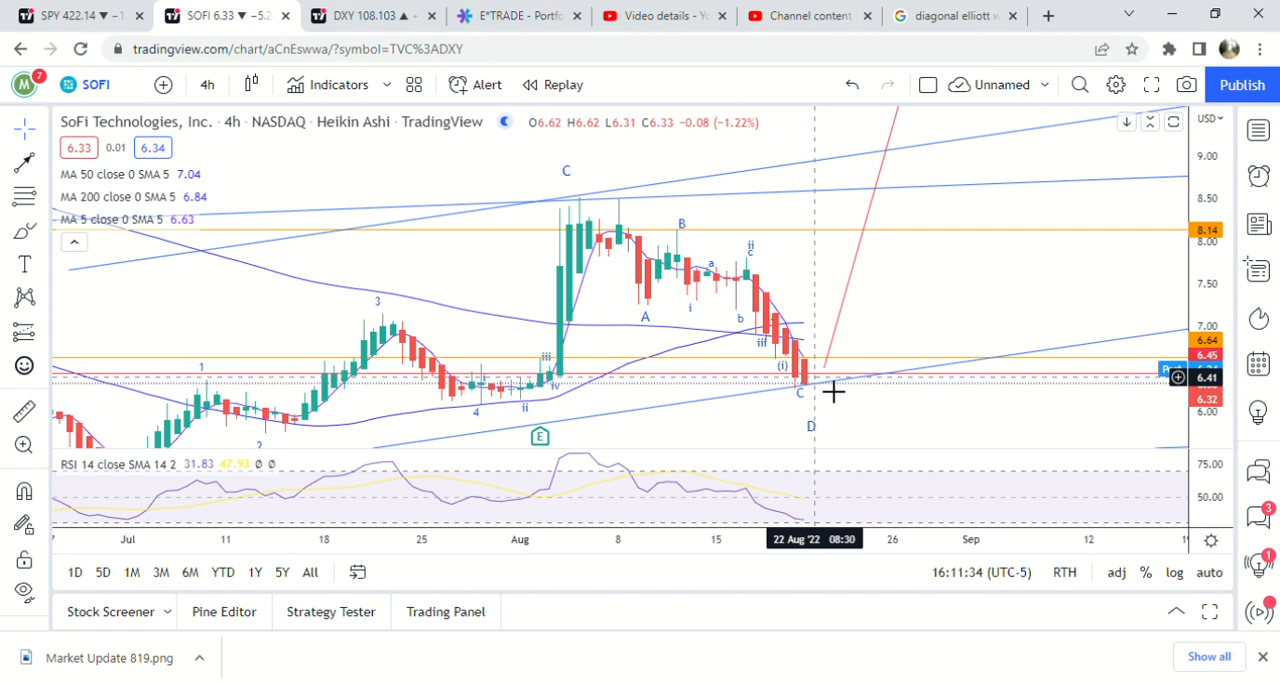 SPY 422.14 ▼ −1.
SOFI 6.33 ▼ −5.2
DXY 108.103 ▲ +
E*TRADE - Portfo
Video details - Yo
Channel content
diagonal elliott w
tradingview.com/chart/aCnEswwa/?symbol=TVC%3ADXY
M 7 SOFI 4h Indicators Alert Replay Unnamed Publish
SoFi Technologies, Inc. · 4h · NASDAQ · Heikin Ashi · TradingView O6.62 H6.62 L6.31 C6.33 −0.08 (−1.22%)
USD
6.33 0.01 6.34
MA 50 close 0 SMA 5 7.04
MA 200 close 0 SMA 5 6.84
MA 5 close 0 SMA 5 6.63
9.00
8.50
8.14
8.00
7.50
7.00
6.64
6.45
6.41
6.32
6.00
C
B
ii
c
a
A
i
b
iii
(i)
C
D
3
1
2
4
iii
iv
ii
i
E
RSI 14 close SMA 14 2 31.83 47.93 Ø Ø
75.00
50.00
Jul 11 18 25 Aug 8 15 22 Aug '22 08:30 26 Sep 12
1D 5D 1M 3M 6M YTD 1Y 5Y All
16:11:34 (UTC-5) RTH adj % log auto
Stock Screener Pine Editor Strategy Tester Trading Panel
3
1
Market Update 819.png
Show all